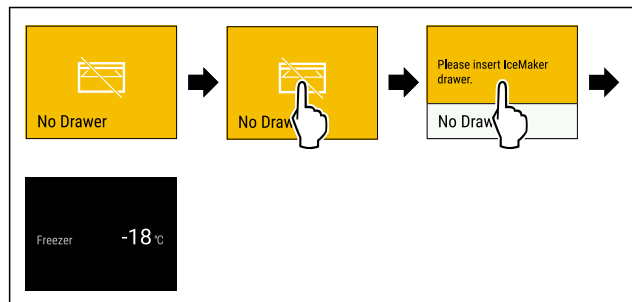 No Drawer
No Draw
Please insert IceMaker
drawer.
No Draw
Freezer -18 °C